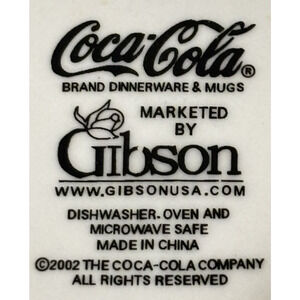 Coca-Cola®
BRAND DINNERWARE & MUGS
MARKETED
BY
Gibson
WWW.GIBSONUSA.COM
DISHWASHER, OVEN AND
MICROWAVE SAFE
MADE IN CHINA
©2002 THE COCA-COLA COMPANY
ALL RIGHTS RESERVED